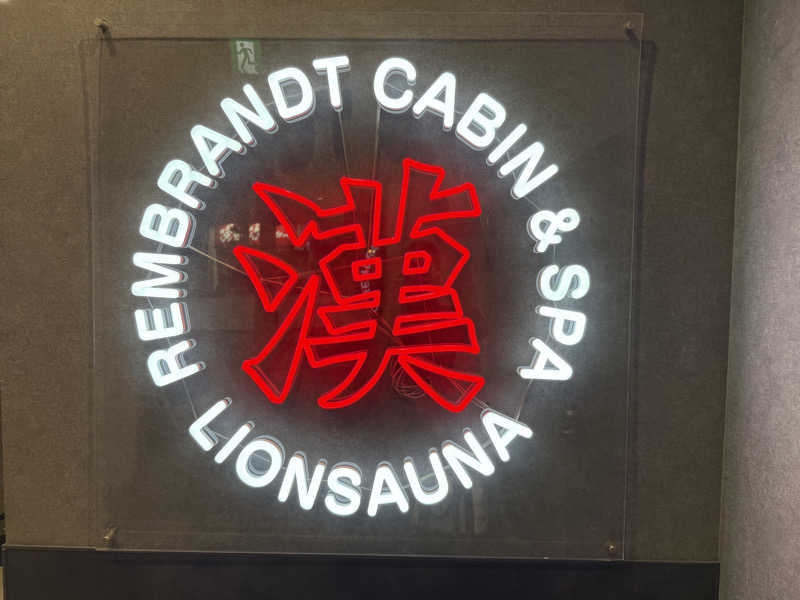 REMBRANDT CABIN & SPA
漢
LIONSAUNA